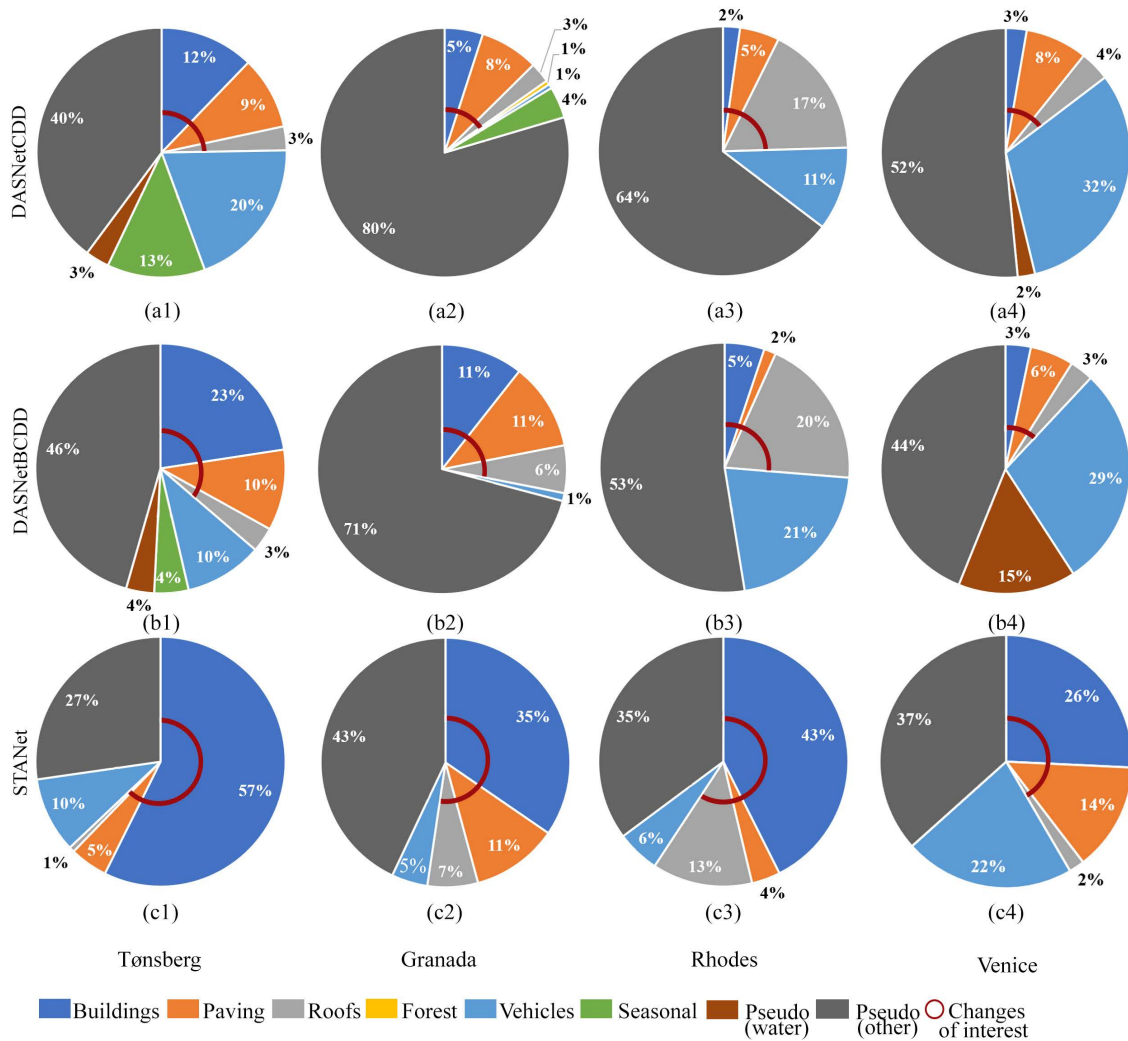 DASNetCDD
12%
9%
3%
20%
13%
3%
40%
(a1)
5%
8%
3%
1%
1%
4%
80%
(a2)
2%
5%
17%
11%
64%
(a3)
3%
8%
4%
32%
2%
52%
(a4)
DASNetBCDD
23%
10%
3%
10%
4%
4%
46%
(b1)
11%
11%
6%
1%
71%
(b2)
5%
2%
20%
21%
53%
(b3)
3%
6%
3%
29%
15%
44%
(b4)
STANet
57%
5%
1%
10%
27%
(c1)
35%
11%
7%
5%
43%
(c2)
43%
4%
13%
6%
35%
(c3)
26%
14%
2%
22%
37%
(c4)
Tønsberg
Granada
Rhodes
Venice
Buildings
Paving
Roofs
Forest
Vehicles
Seasonal
Pseudo
(water)
Pseudo
(other)
Changes
of interest